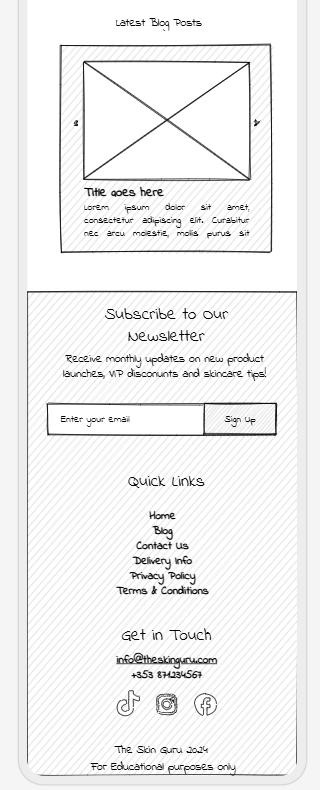 Latest Blog Posts
Title goes here
Lorem ipsum dolor sit amet,
consectetur adipiscing elit. Curabitur
nec arcu molestie, mollis purus sit
Subscribe to Our
Newsletter
Receive monthly updates on new product
launches, VIP disconunts and skincare tips!
Enter your email
Sign Up
Quick Links
Home
Blog
Contact Us
Delivery Info
Privacy Policy
Terms & Conditions
Get in Touch
info@theskinguru.com
+353 871234567
The Skin Guru 2024
For Educational purposes only